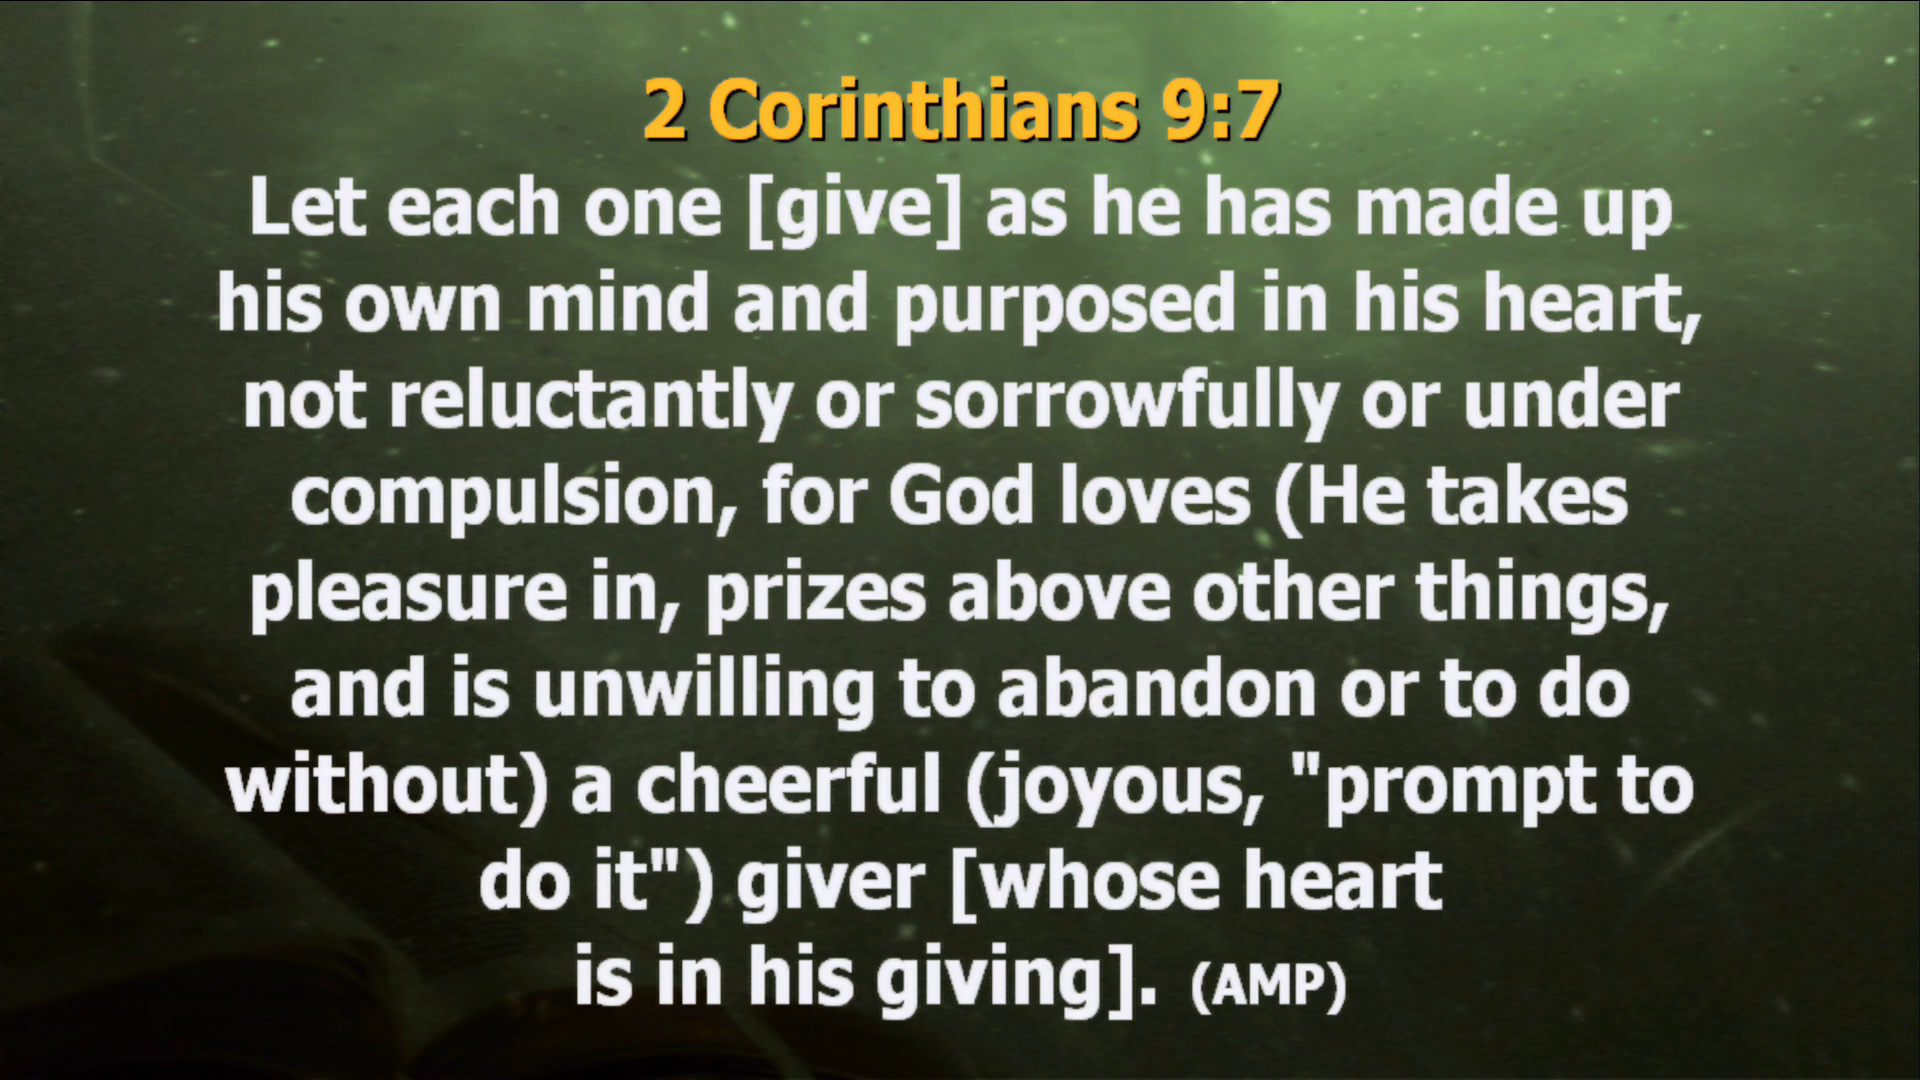 2 Corinthians 9:7
Let each one [give] as he has made up
his own mind and purposed in his heart,
not reluctantly or sorrowfully or under
compulsion, for God loves (He takes
pleasure in, prizes above other things,
and is unwilling to abandon or to do
without) a cheerful (joyous, "prompt to
do it") giver [whose heart
is in his giving]. (AMP)